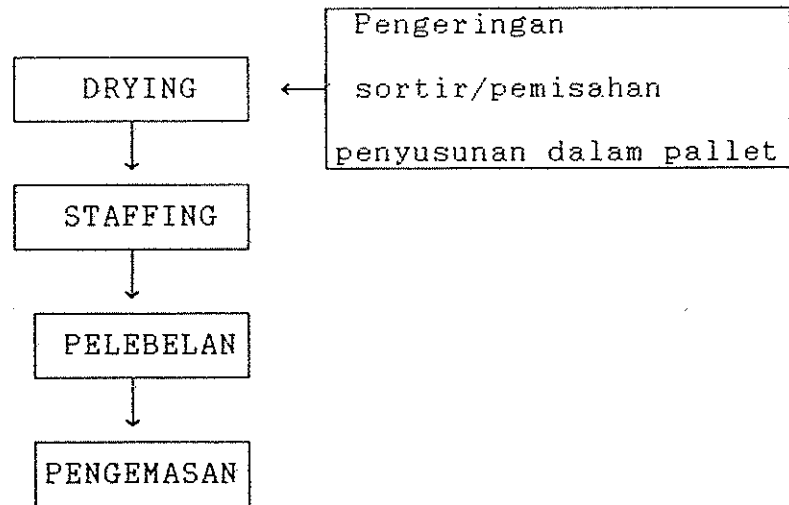 Pengeringan
DRYING
sortir/pemisahan
penyusunan dalam pallet
STAFFING
PELEBELAN
PENGEMASAN